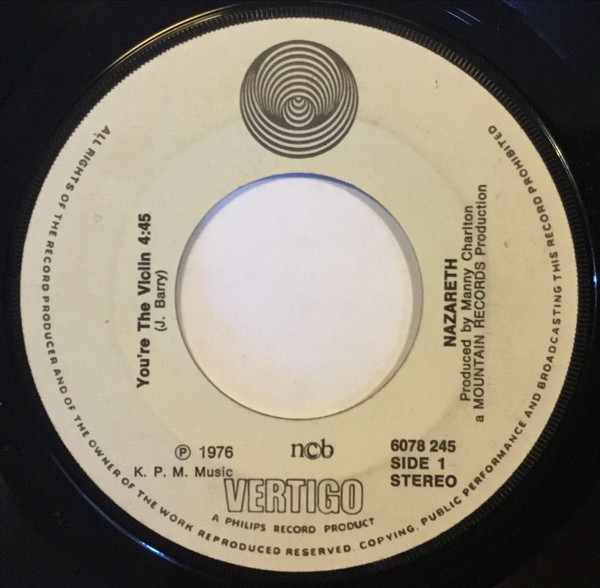 You're The Violin 4:45
(J. Barry)
NAZARETH
Produced by Manny Charlton
a MOUNTAIN RECORDS Production
Ⓟ 1976
K. P. M. Music
ncb
6078 245
SIDE 1
STEREO
VERTIGO
A PHILIPS RECORD PRODUCT
ALL RIGHTS OF THE RECORD PRODUCER AND OF THE OWNER OF THE WORK REPRODUCED RESERVED. COPYING, PUBLIC PERFORMANCE AND BROADCASTING THIS RECORD PROHIBITED